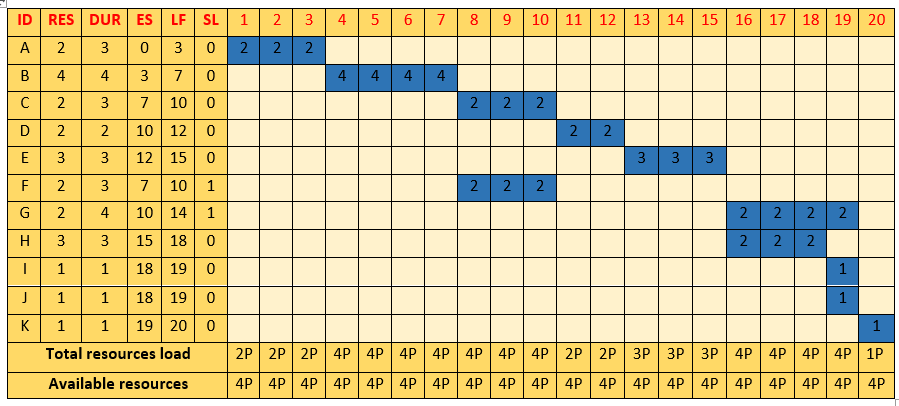 ID RES DUR ES LF SL 1 2 3 4 5 6 7 8 9 10 11 12 13 14 15 16 17 18 19 20
A 2 3 0 3 0 2 2 2
B 4 4 3 7 0 4 4 4 4
C 2 3 7 10 0 2 2 2
D 2 2 10 12 0 2 2
E 3 3 12 15 0 3 3 3
F 2 3 7 10 1 2 2 2
G 2 4 10 14 1 2 2 2 2
H 3 3 15 18 0 2 2 2
I 1 1 18 19 0 1
J 1 1 18 19 0 1
K 1 1 19 20 0 1
Total resources load 2P 2P 2P 4P 4P 4P 4P 4P 4P 4P 2P 2P 3P 3P 3P 4P 4P 4P 4P 1P
Available resources 4P 4P 4P 4P 4P 4P 4P 4P 4P 4P 4P 4P 4P 4P 4P 4P 4P 4P 4P 4P